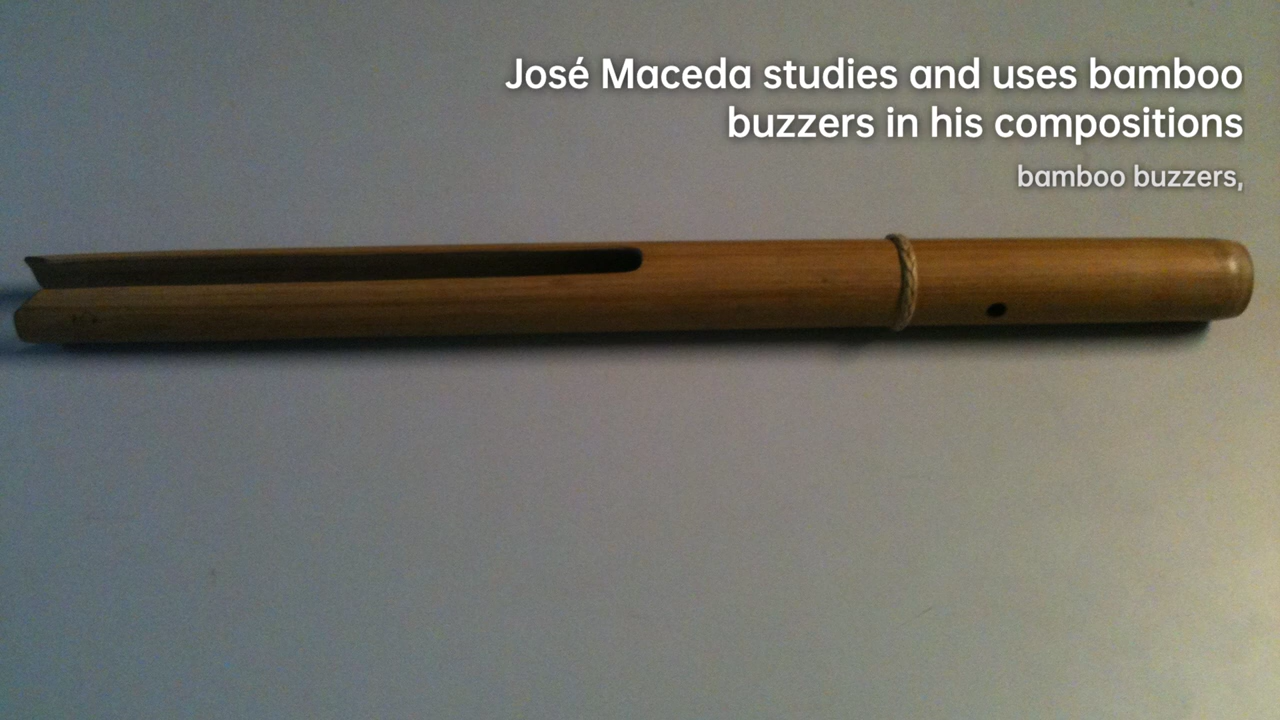 José Maceda studies and uses bamboo
buzzers in his compositions
bamboo buzzers,